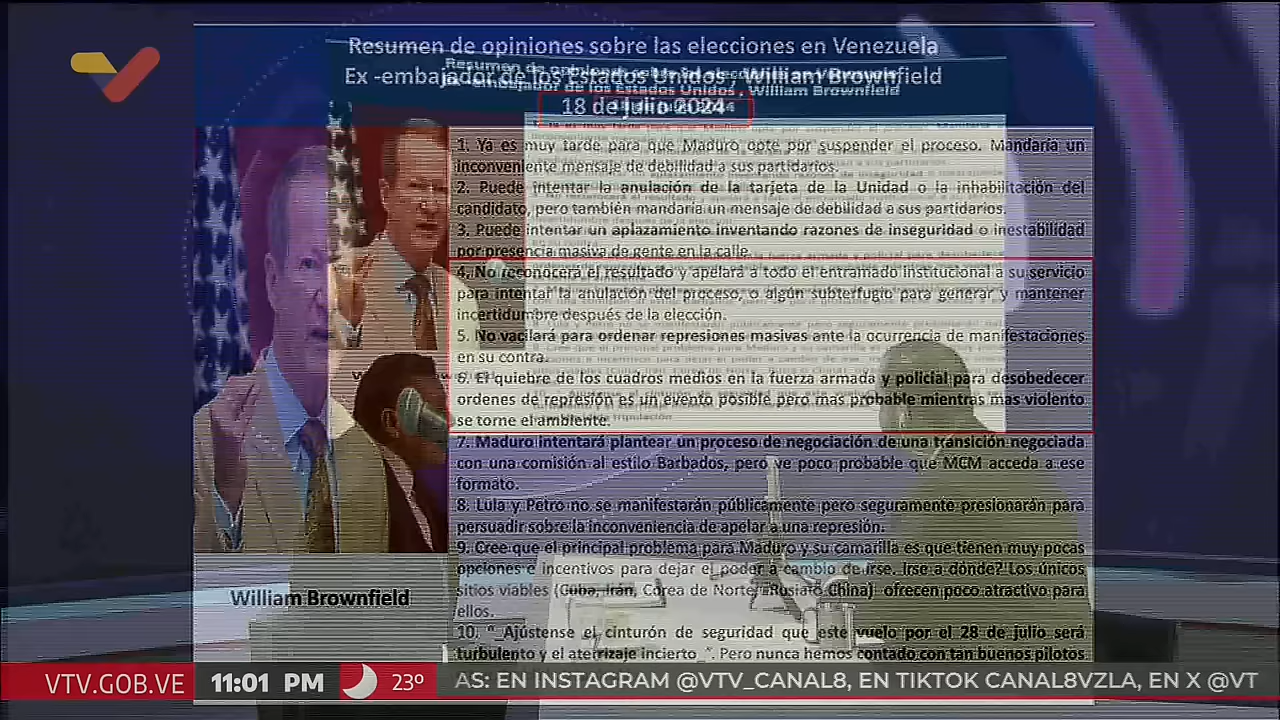 Resumen de opiniones sobre las elecciones en Venezuela
Ex -embajador de los Estados Unidos , William Brownfield
18 de julio 2024
1. Yá es muy tarde para que Maduro opte por suspender el proceso. Mandaría un
inconveniente mensaje de debilidad a sus partidarios.
2. Puede intentar la anulación de la tarjeta de la Unidad o la inhabilitación del
candidato, pero también mandaría un mensaje de debilidad a sus partidarios.
3. Puede intentar un aplazamiento inventando razones de inseguridad o inestabilidad
por presencia masiva de gente en la calle.
4. No reconocerá el resultado y apelará a todo el entramado institucional a su servicio
para intentar la anulación del proceso, o algún subterfugio para generar y mantener
incertidumbre después de la elección.
5. No vacilará para ordenar represiones masivas ante la ocurrencia de manifestaciones
en su contra.
6. El quiebre de los cuadros medios en la fuerza armada y policial para desobedecer
ordenes de represión es un evento posible pero mas probable mientras mas violento
se torne el ambiente.
7. Maduro intentará plantear un proceso de negociación de una transición negociada
con una comisión al estilo Barbados, pero ve poco probable que MCM acceda a ese
formato.
8. Lula y Petro no se manifestarán públicamente pero seguramente presionarán para
persuadir sobre la inconveniencia de apelar a una represión.
9. Cree que el principal problema para Maduro y su camarilla es que tienen muy pocas
opciones e incentivos para dejar el poder a cambio de irse. Irse a dónde? Los únicos
sitios viables (Cuba, Irán, Corea de Norte, Rusia o China) ofrecen poco atractivo para
ellos.
10. "_Ajústense el cinturón de seguridad que este vuelo por el 28 de julio será
turbulento y el aterrizaje incierto_". Pero nunca hemos contado con tan buenos pilotos
William Brownfield
VTV.GOB.VE 11:01 PM 23º AS: EN INSTAGRAM @VTV_CANAL8, EN TIKTOK CANAL8VZLA, EN X @VT